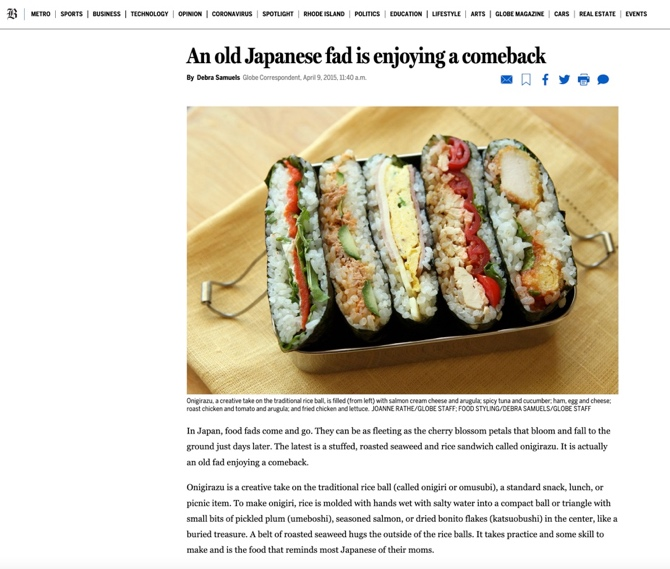 B METRO SPORTS BUSINESS TECHNOLOGY OPINION CORONAVIRUS SPOTLIGHT RHODE ISLAND POLITICS EDUCATION LIFESTYLE ARTS GLOBE MAGAZINE CARS REAL ESTATE EVENTS
An old Japanese fad is enjoying a comeback
By Debra Samuels Globe Correspondent, April 9, 2015, 11:40 a.m.
Onigirazu, a creative take on the traditional rice ball, is filled (from left) with salmon cream cheese and arugula; spicy tuna and cucumber; ham, egg and cheese;
roast chicken and tomato and arugula; and fried chicken and lettuce. JOANNE RATHE/GLOBE STAFF; FOOD STYLING/DEBRA SAMUELS/GLOBE STAFF
In Japan, food fads come and go. They can be as fleeting as the cherry blossom petals that bloom and fall to the
ground just days later. The latest is a stuffed, roasted seaweed and rice sandwich called onigirazu. It is actually
an old fad enjoying a comeback.
Onigirazu is a creative take on the traditional rice ball (called onigiri or omusubi), a standard snack, lunch, or
picnic item. To make onigiri, rice is molded with hands wet with salty water into a compact ball or triangle with
small bits of pickled plum (umeboshi), seasoned salmon, or dried bonito flakes (katsuobushi) in the center, like a
buried treasure. A belt of roasted seaweed hugs the outside of the rice balls. It takes practice and some skill to
make and is the food that reminds most Japanese of their moms.